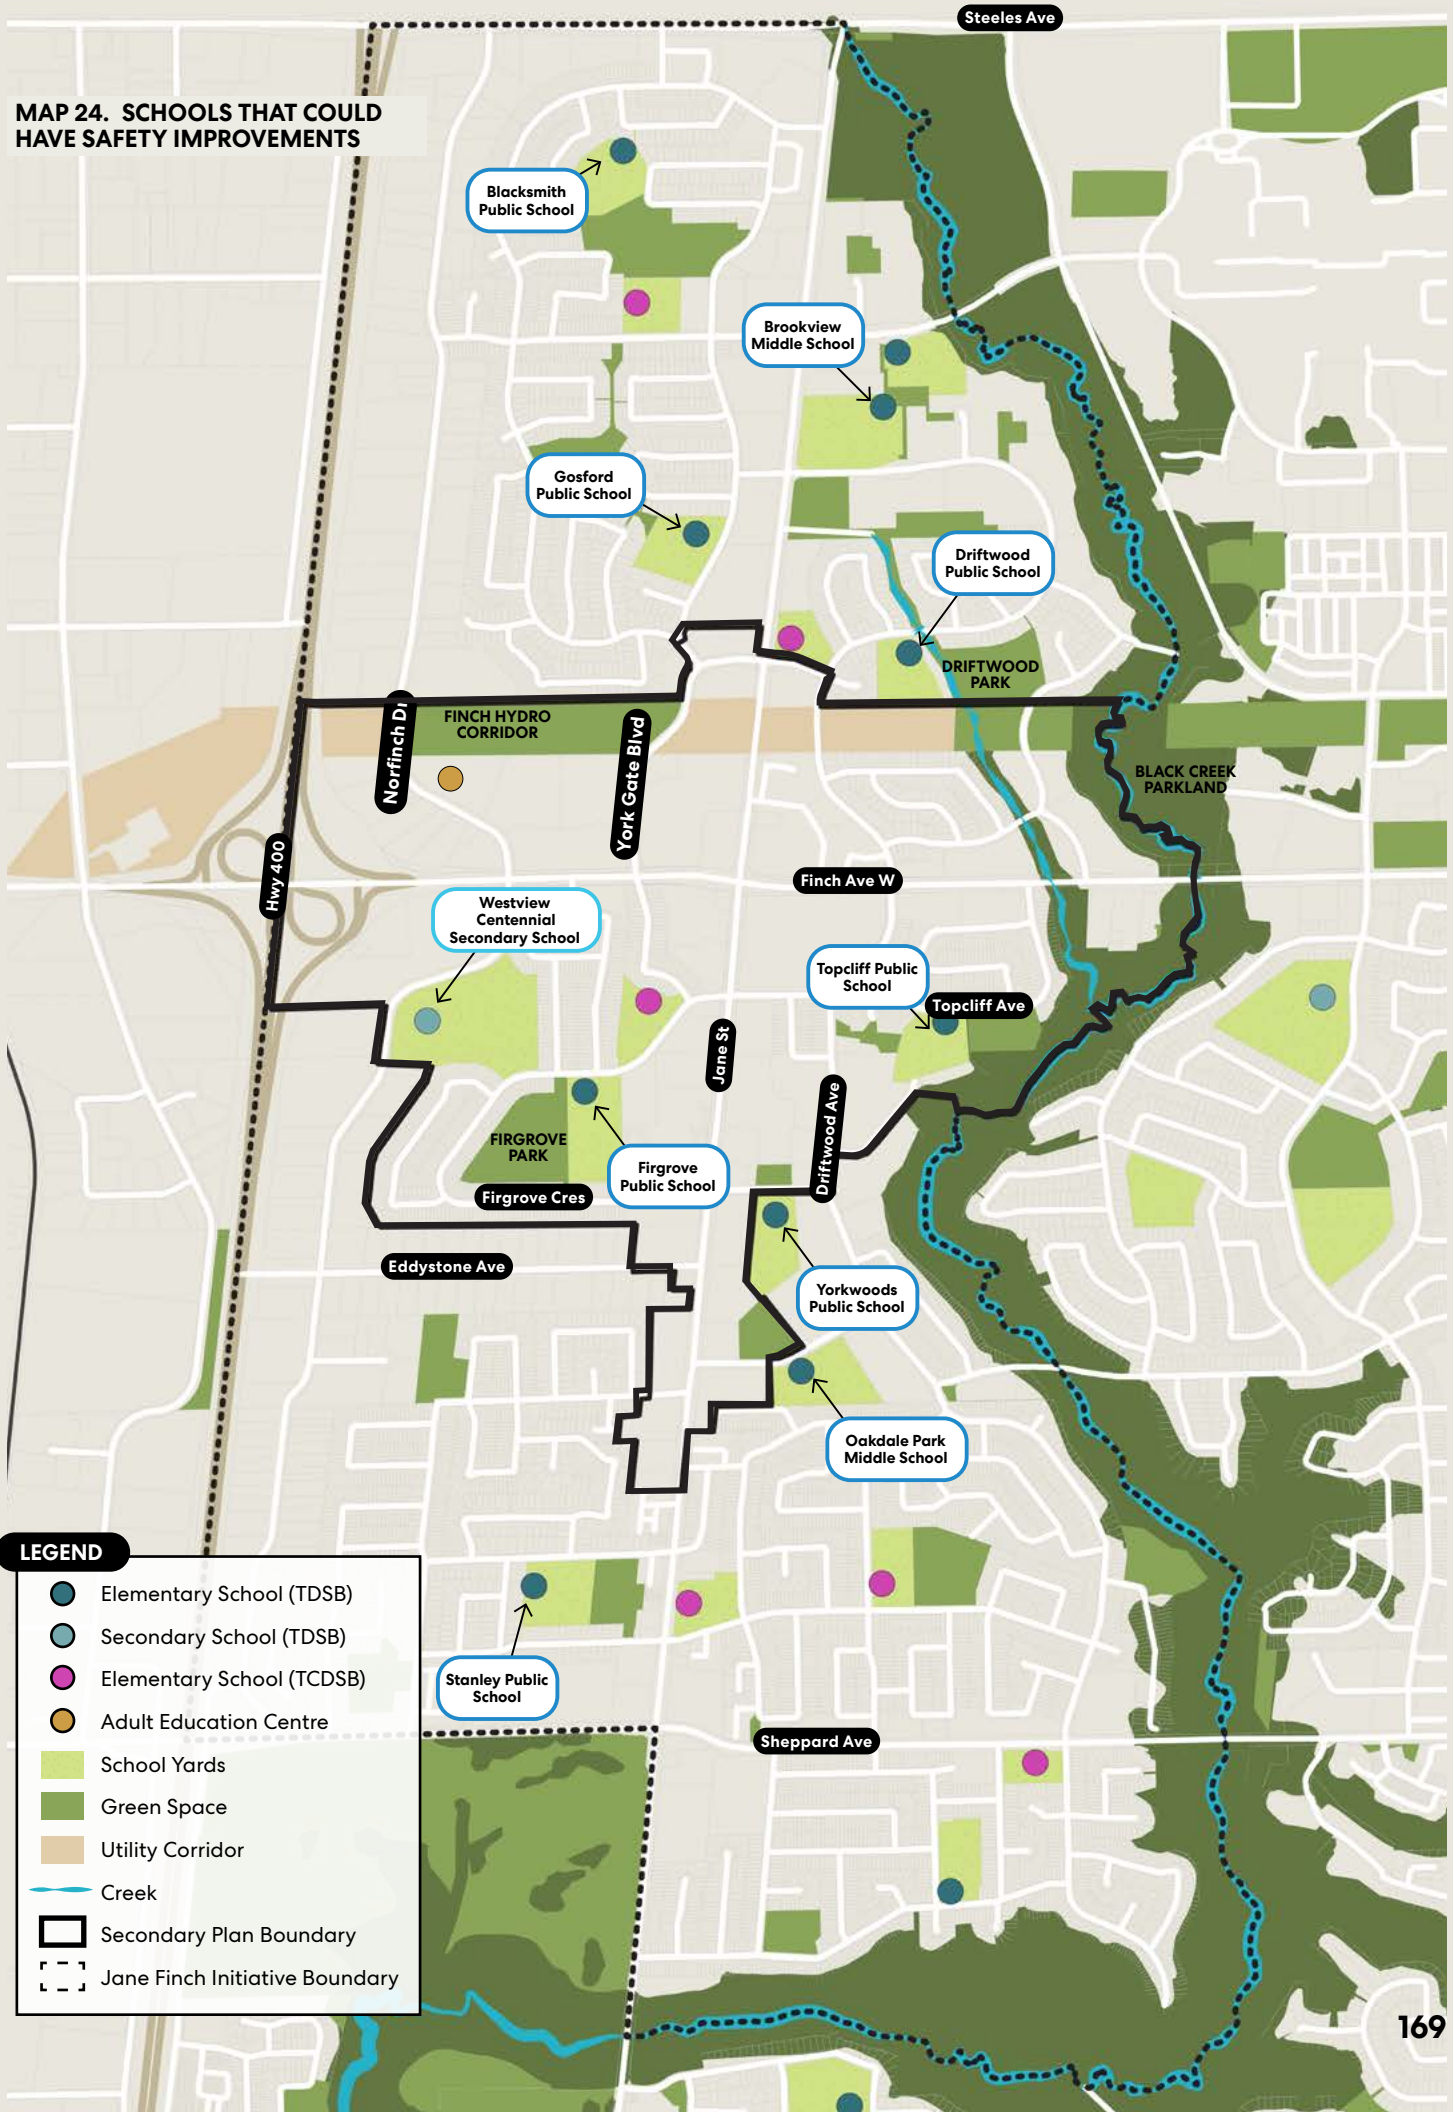 Steeles Ave
MAP 24. SCHOOLS THAT COULD
HAVE SAFETY IMPROVEMENTS
Blacksmith
Public School
Brookview
Middle School
Gosford
Public School
Driftwood
Public School
DRIFTWOOD
PARK
Norfinch Dr
FINCH HYDRO
CORRIDOR
York Gate Blvd
BLACK CREEK
PARKLAND
Hwy 400
Finch Ave W
Westview
Centennial
Secondary School
Topcliff Public
School
Topcliff Ave
Jane St
Driftwood Ave
FIRGROVE
PARK
Firgrove
Public School
Firgrove Cres
Eddystone Ave
Yorkwoods
Public School
Oakdale Park
Middle School
Stanley Public
School
Sheppard Ave
LEGEND
Elementary School (TDSB)
Secondary School (TDSB)
Elementary School (TCDSB)
Adult Education Centre
School Yards
Green Space
Utility Corridor
Creek
Secondary Plan Boundary
Jane Finch Initiative Boundary
169